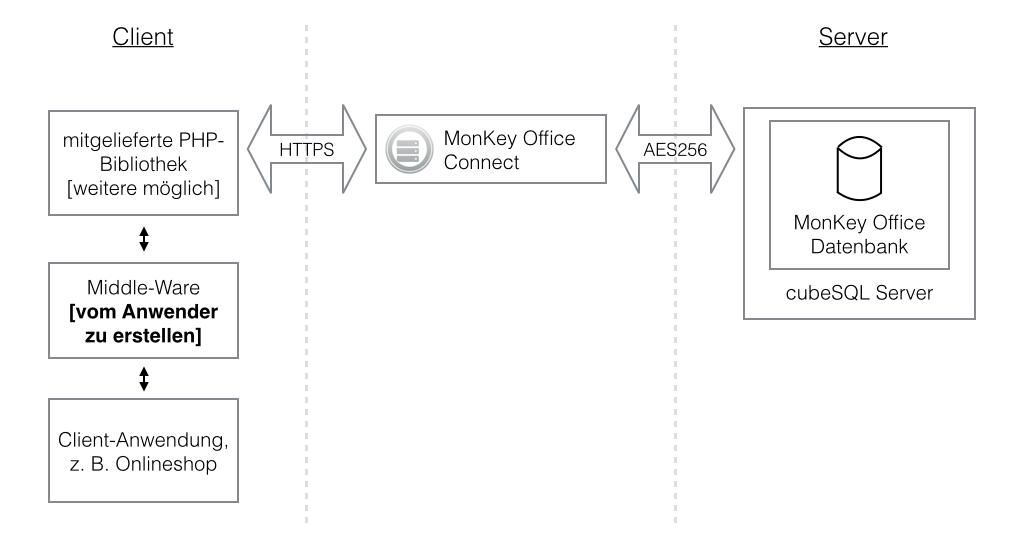 Client
Server
mitgelieferte PHP-
Bibliothek
[weitere möglich]
HTTPS
MonKey Office
Connect
AES256
MonKey Office
Datenbank
cubeSQL Server
Middle-Ware
[vom Anwender
zu erstellen]
Client-Anwendung,
z. B. Onlineshop